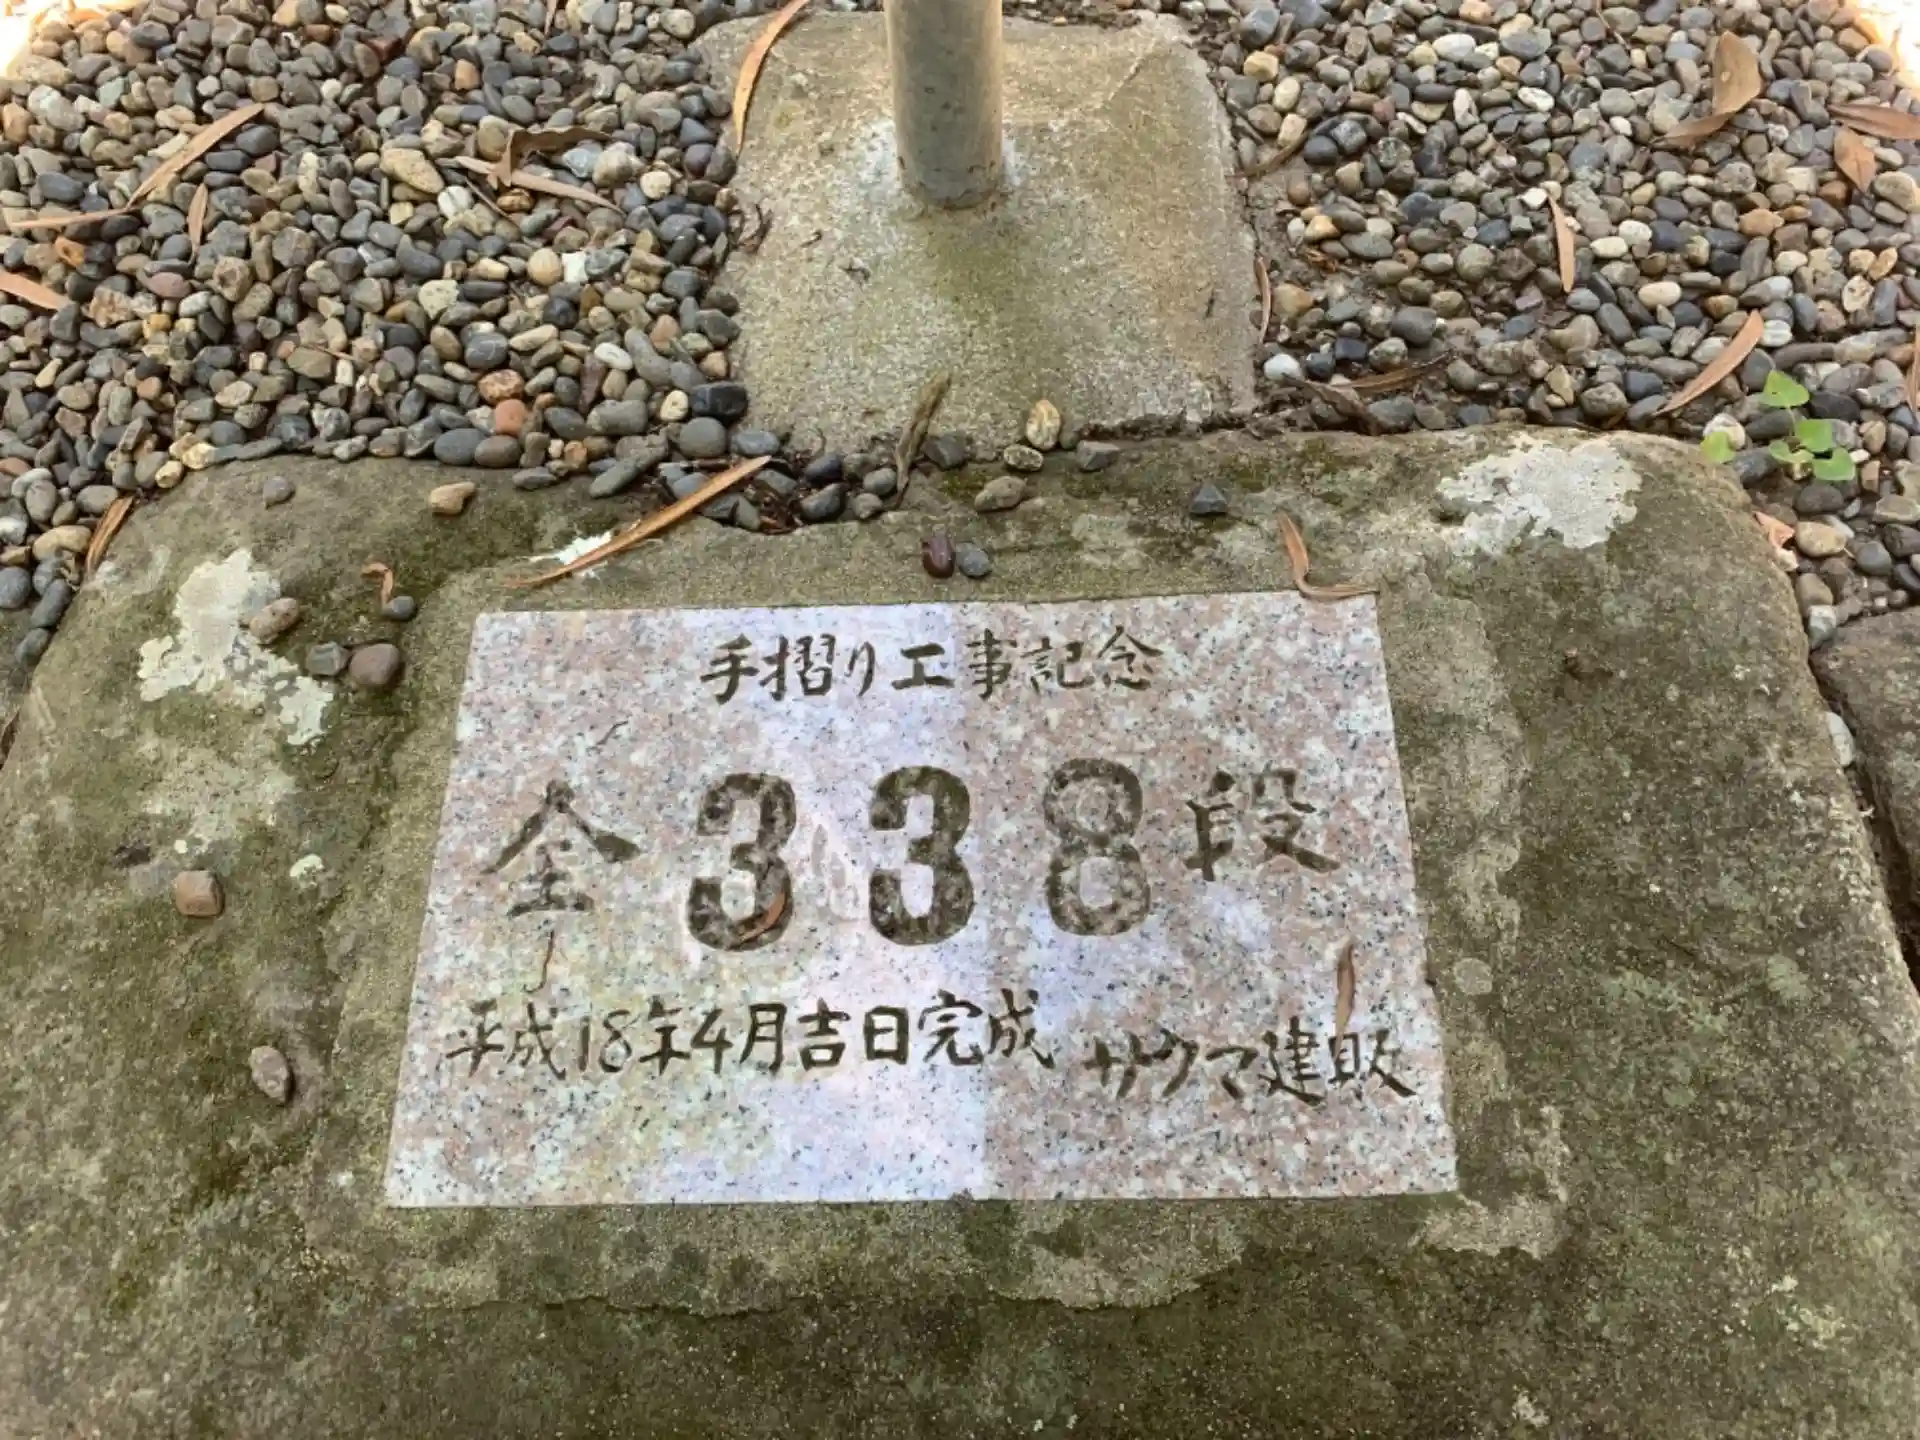 手摺り工事記念
全338段
平成18年4月吉日完成 サクマ建販